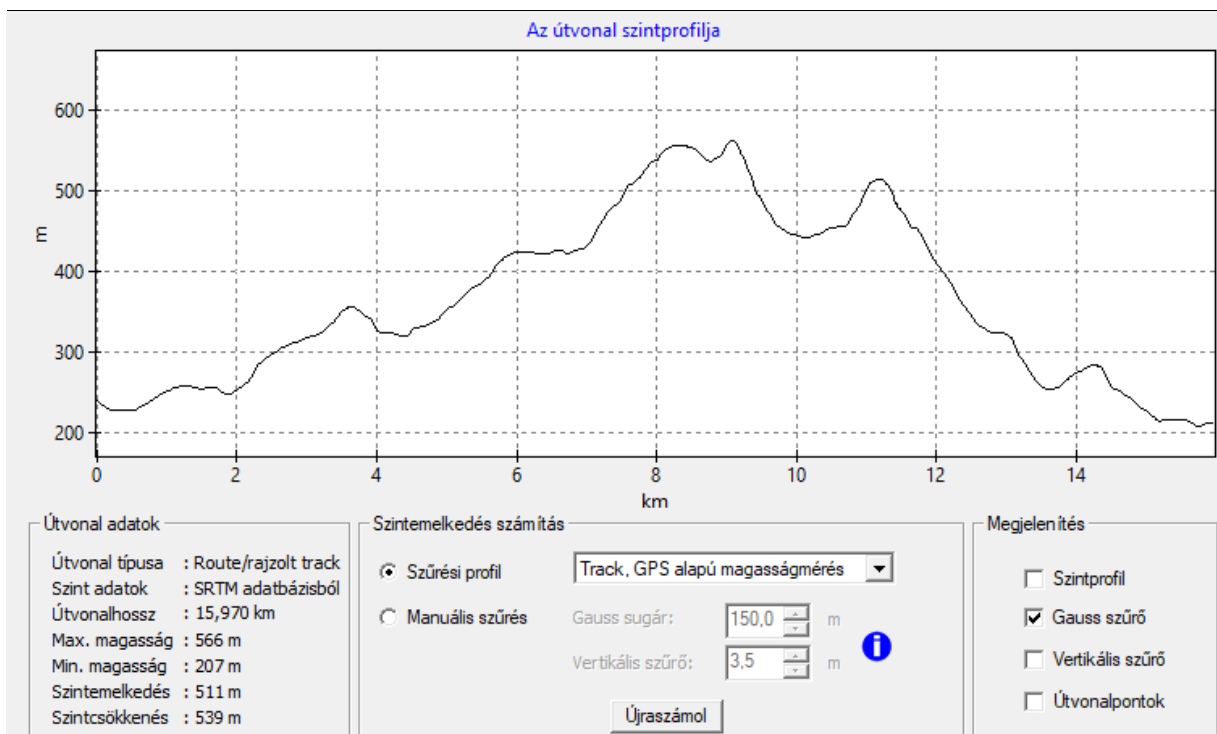 Az útvonal szintprofilja
600
500
m
400
300
200
0 2 4 6 8 10 12 14
km
Útvonal adatok
Útvonal típusa : Route/rajzolt track
Szint adatok : SRTM adatbázisból
Útvonalhossz : 15,970 km
Max. magasság : 566 m
Min. magasság : 207 m
Szintemelkedés : 511 m
Szintcsökkenés : 539 m
Szintemelkedés számítás
Szűrési profil Track, GPS alapú magasságmérés
Manuális szűrés Gauss sugár: 150,0 m
Vertikális szűrő: 3,5 m
i
Újraszámol
Megjelenítés
Szintprofil
Gauss szűrő
Vertikális szűrő
Útvonalpontok